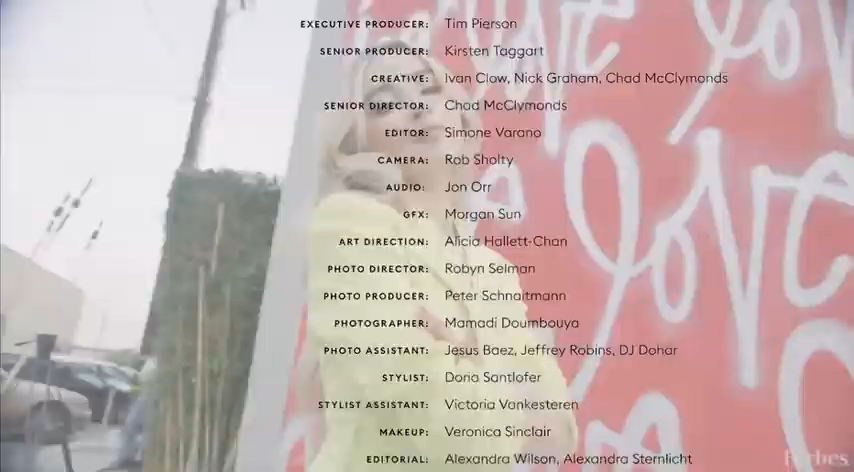 EXECUTIVE PRODUCER: Tim Pierson
SENIOR PRODUCER: Kirsten Taggart
CREATIVE: Ivan Clow, Nick Graham, Chad McClymonds
SENIOR DIRECTOR: Chad McClymonds
EDITOR: Simone Varano
CAMERA: Rob Sholty
AUDIO: Jon Orr
GFX: Morgan Sun
ART DIRECTION: Alicia Hallett-Chan
PHOTO DIRECTOR: Robyn Selman
PHOTO PRODUCER: Peter Schnaitmann
PHOTOGRAPHER: Mamadi Doumbouya
PHOTO ASSISTANT: Jesus Baez, Jeffrey Robins, DJ Dohar
STYLIST: Doria Santlofer
STYLIST ASSISTANT: Victoria Vankesteren
MAKEUP: Veronica Sinclair
EDITORIAL: Alexandra Wilson, Alexandra Sternlicht
Forbes
love
love